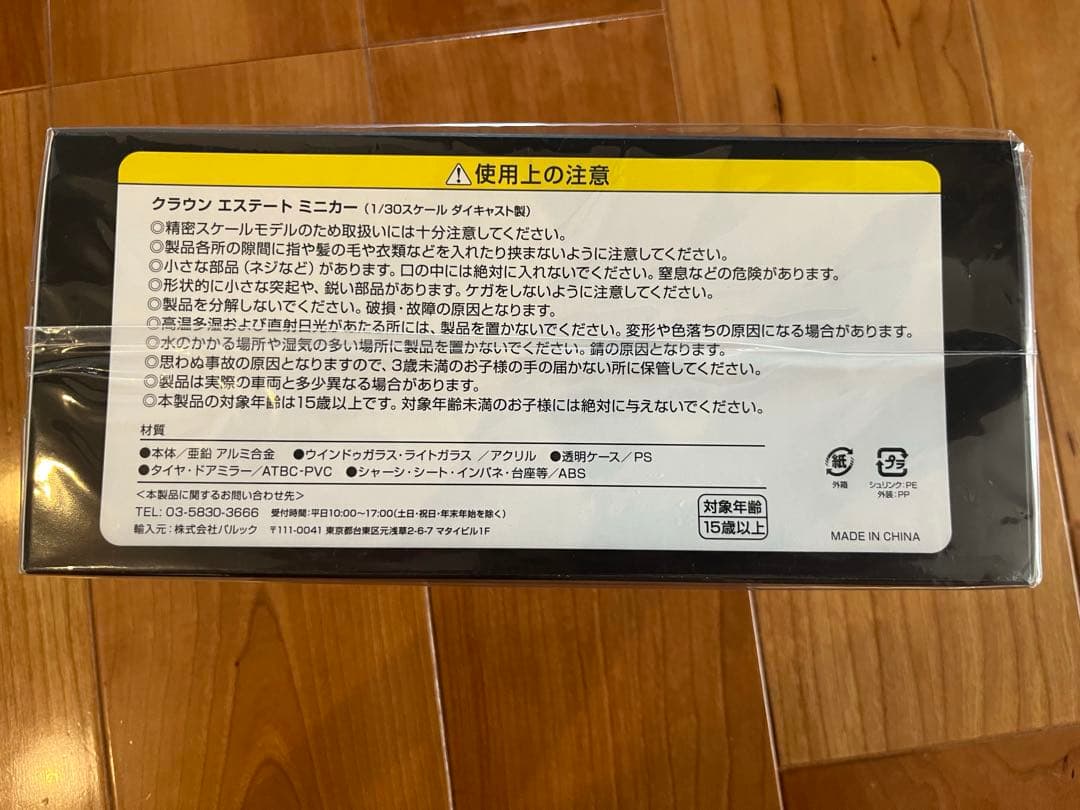 ⚠使用上の注意
クラウン エステート ミニカー（1/30スケール ダイキャスト製）
◎精密スケールモデルのため取扱いには十分注意してください。
◎製品各所の隙間に指や髪の毛や衣類などを入れたり挟まないように注意してください。
◎小さな部品（ネジなど）があります。口の中には絶対に入れないでください。窒息などの危険があります。
◎形状的に小さな突起や、鋭い部品があります。ケガをしないように注意してください。
◎製品を分解しないでください。破損・故障の原因となります。
◎高温多湿および直射日光があたる所には、製品を置かないでください。変形や色落ちの原因になる場合があります。
◎水のかかる場所や湿気の多い場所に製品を置かないでください。錆の原因となります。
◎思わぬ事故の原因となりますので、3歳未満のお子様の手の届かない所に保管してください。
◎製品は実際の車両と多少異なる場合があります。
◎本製品の対象年齢は15歳以上です。対象年齢未満のお子様には絶対に与えないでください。
材質
●本体／亜鉛 アルミ合金 ●ウインドゥガラス・ライトガラス ／アクリル ●透明ケース／PS
●タイヤ・ドアミラー／ATBC-PVC ●シャーシ・シート・インパネ・台座等／ABS
＜本製品に関するお問い合わせ先＞
TEL: 03-5830-3666 受付時間：平日10:00〜17:00（土日・祝日・年末年始を除く）
輸入元：株式会社バルック 〒111-0041 東京都台東区元浅草2-6-7 マタイビル1F
対象年齢
15歳以上
紙
外箱
プラ
シュリンク：PE
外装：PP
MADE IN CHINA